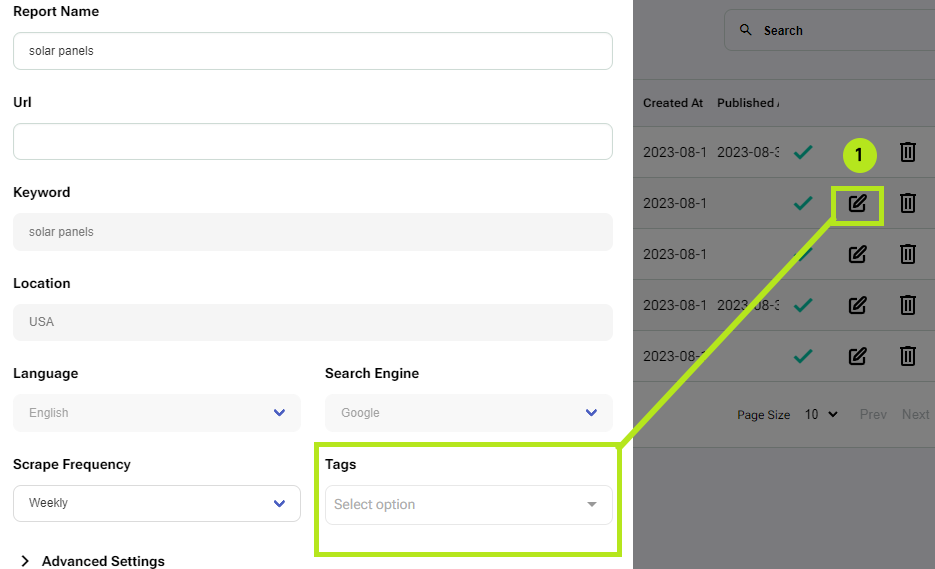 Report Name
solar panels
Url
Keyword
solar panels
Location
USA
Language
Search Engine
English
Google
Scrape Frequency
Tags
Weekly
Select option
Advanced Settings
Search
Created At Published
1
2023-08-1 2023-08-3
2023-08-1
2023-08-1
2023-08-1 2023-08-3
2023-08-
Page Size 10 Prev Next